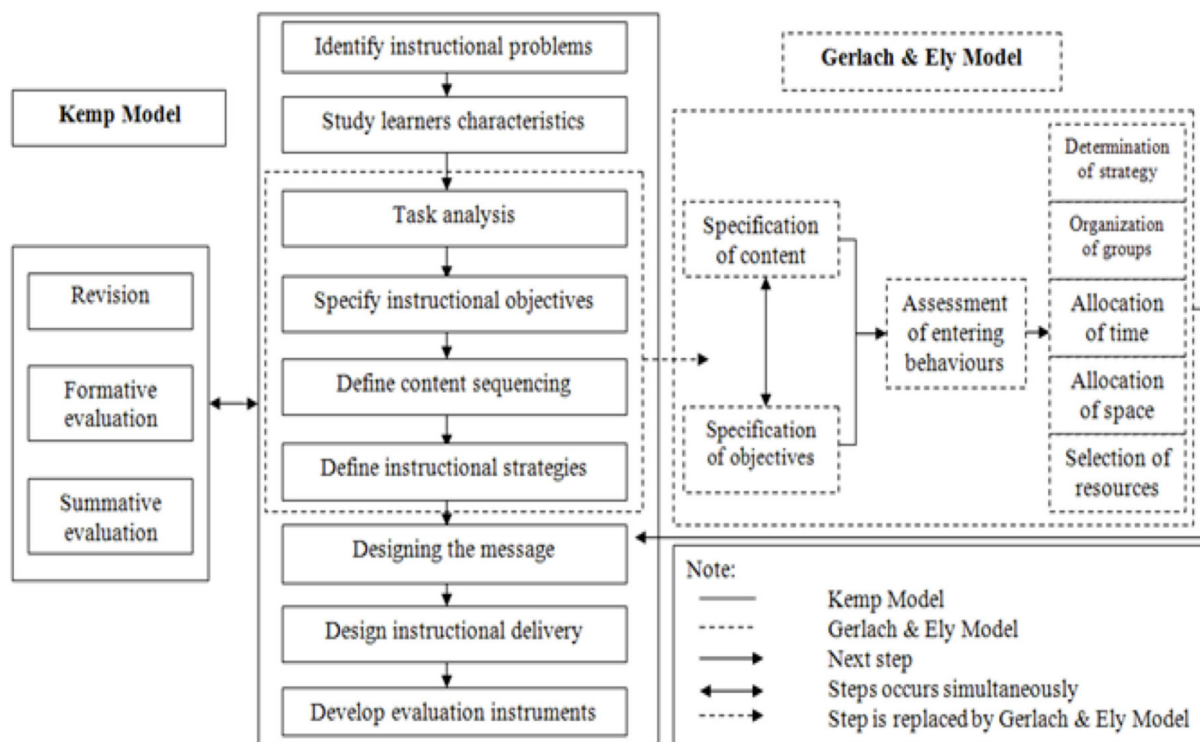 Kemp Model
Revision
Formative
evaluation
Summative
evaluation
Identify instructional problems
Study learners characteristics
Task analysis
Specify instructional objectives
Define content sequencing
Define instructional strategies
Designing the message
Design instructional delivery
Develop evaluation instruments
Gerlach & Ely Model
Specification
of content
Specification
of objectives
Assessment
of entering
behaviours
Determination
of strategy
Organization
of groups
Allocation
of time
Allocation
of space
Selection of
resources
Note:
Kemp Model
Gerlach & Ely Model
Next step
Steps occurs simultaneously
Step is replaced by Gerlach & Ely Model